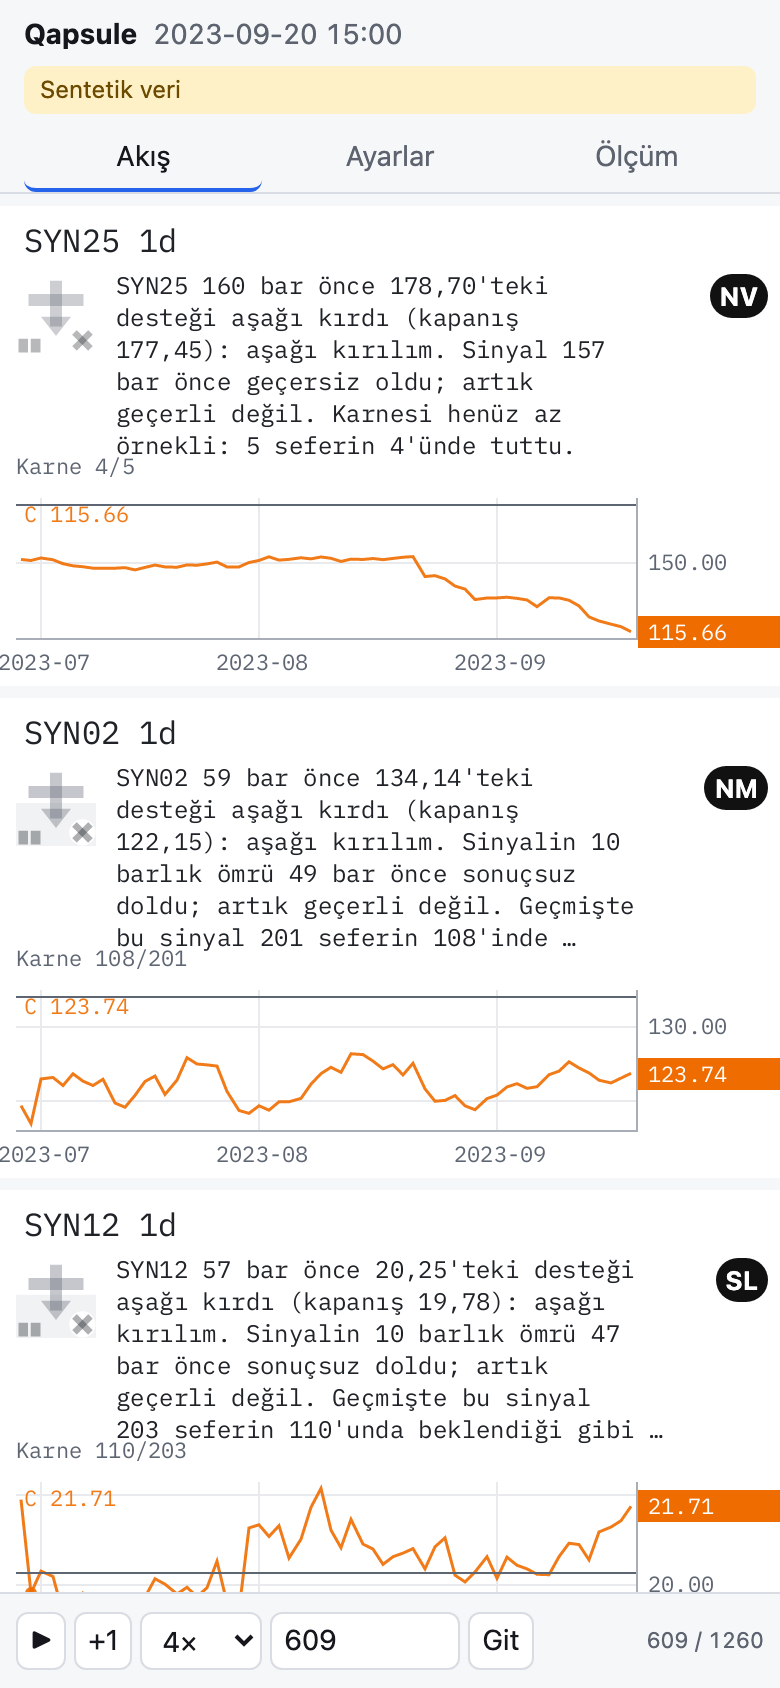 Qapsule 2023-09-20 15:00
Sentetik veri
Akış Ayarlar Ölçüm
SYN25 1d
SYN25 160 bar önce 178,70'teki
desteği aşağı kırdı (kapanış
177,45): aşağı kırılım. Sinyal 157
bar önce geçersiz oldu; artık
geçerli değil. Karnesi henüz az
örnekli: 5 seferin 4'ünde tuttu.
NV
Karne 4/5
C 115.66
150.00
115.66
2023-07 2023-08 2023-09
SYN02 1d
SYN02 59 bar önce 134,14'teki
desteği aşağı kırdı (kapanış
122,15): aşağı kırılım. Sinyalin 10
barlık ömrü 49 bar önce sonuçsuz
doldu; artık geçerli değil. Geçmişte
bu sinyal 201 seferin 108'inde …
NM
Karne 108/201
C 123.74
130.00
123.74
2023-07 2023-08 2023-09
SYN12 1d
SYN12 57 bar önce 20,25'teki desteği
aşağı kırdı (kapanış 19,78): aşağı
kırılım. Sinyalin 10 barlık ömrü 47
bar önce sonuçsuz doldu; artık
geçerli değil. Geçmişte bu sinyal
203 seferin 110'unda beklendiği gibi …
SL
Karne 110/203
C 21.71
21.71
20.00
+1 4× 609 Git 609 / 1260